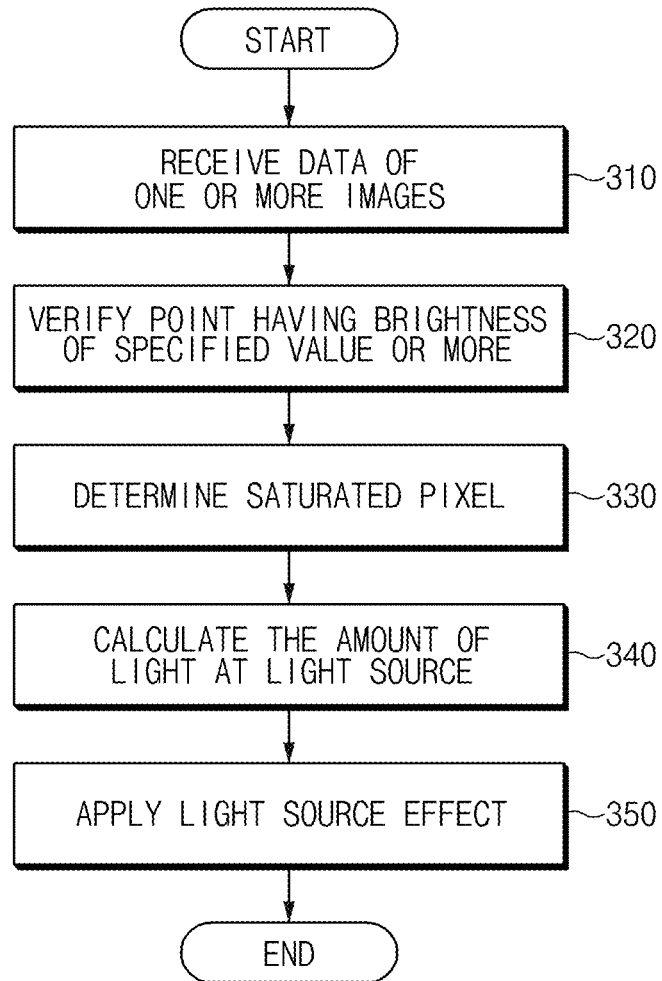 START
RECEIVE DATA OF
ONE OR MORE IMAGES
310
VERIFY POINT HAVING BRIGHTNESS
OF SPECIFIED VALUE OR MORE
320
DETERMINE SATURATED PIXEL
330
CALCULATE THE AMOUNT OF
LIGHT AT LIGHT SOURCE
340
APPLY LIGHT SOURCE EFFECT
350
END